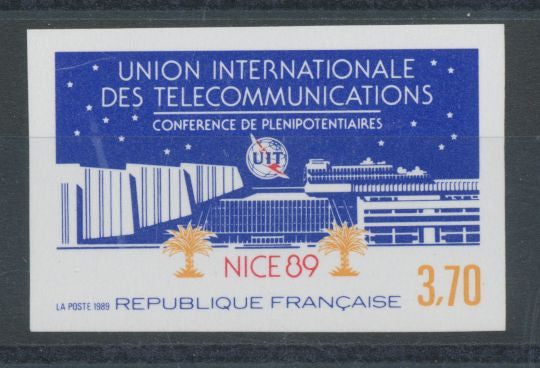 UNION INTERNATIONALE
DES TELECOMMUNICATIONS
CONFERENCE DE PLENIPOTENTIAIRES
UIT
NICE 89
3,70
LA POSTE 1989 REPUBLIQUE FRANÇAISE